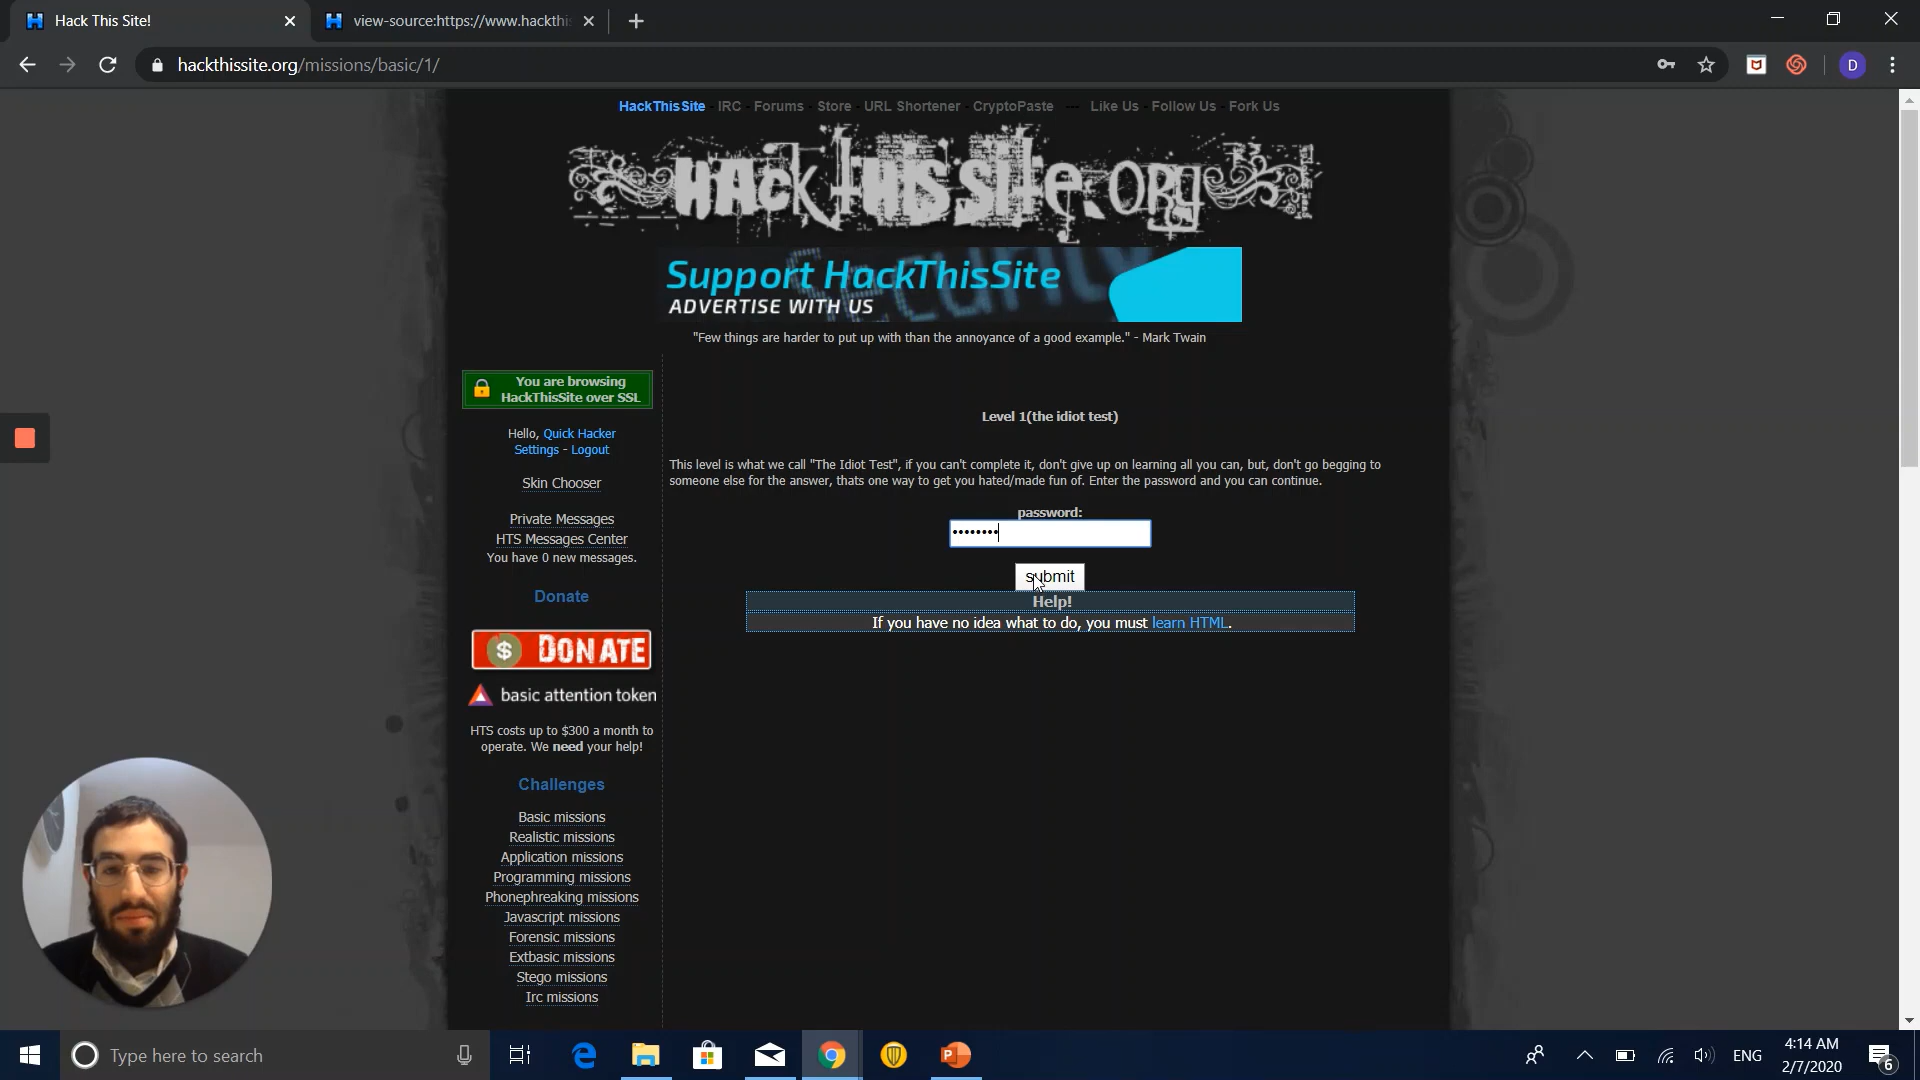 Hack This Site!
view-source:https://www.hackthi
hackthissite.org/missions/basic/1/
D
HackThisSite - IRC - Forums - Store - URL Shortener - CryptoPaste --- Like Us - Follow Us - Fork Us
HackThisSite.org
Security
Support HackThisSite
ADVERTISE WITH US
"Few things are harder to put up with than the annoyance of a good example." - Mark Twain
You are browsing
HackThisSite over SSL
Hello, Quick Hacker
Settings - Logout
Skin Chooser
Private Messages
HTS Messages Center
You have 0 new messages.
Donate
$ DONATE
basic attention token
HTS costs up to $300 a month to
operate. We need your help!
Challenges
Basic missions
Realistic missions
Application missions
Programming missions
Phonephreaking missions
Javascript missions
Forensic missions
Extbasic missions
Stego missions
Irc missions
Level 1(the idiot test)
This level is what we call "The Idiot Test", if you can't complete it, don't give up on learning all you can, but, don't go begging to
someone else for the answer, thats one way to get you hated/made fun of. Enter the password and you can continue.
password:
••••••••
submit
Help!
If you have no idea what to do, you must learn HTML.
Type here to search
ENG
4:14 AM
2/7/2020
6